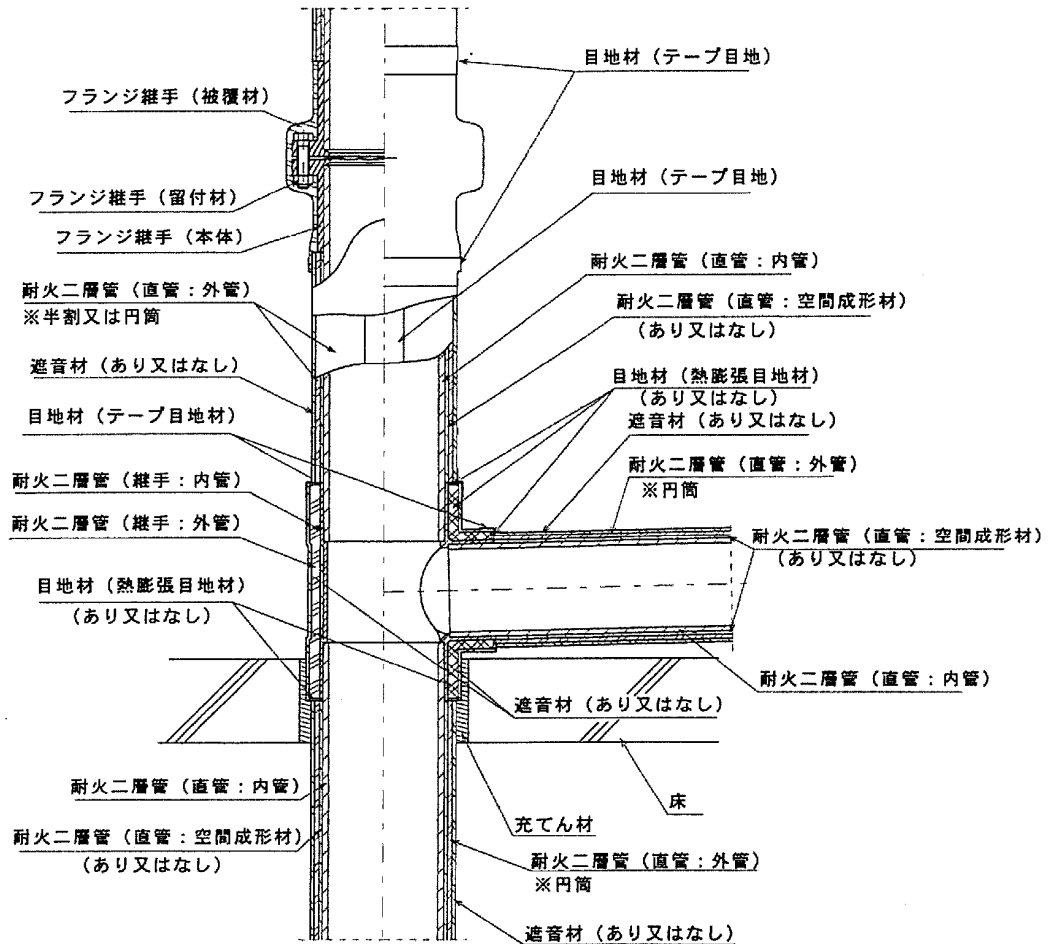 目地材（テープ目地）
フランジ継手（被覆材）
目地材（テープ目地）
フランジ継手（留付材）
フランジ継手（本体）
耐火二層管（直管：内管）
耐火二層管（直管：外管）
※半割又は円筒
耐火二層管（直管：空間成形材）
（あり又はなし）
遮音材（あり又はなし）
目地材（熱膨張目地材）
（あり又はなし）
目地材（テープ目地材）
遮音材（あり又はなし）
耐火二層管（直管：外管）
※円筒
耐火二層管（継手：内管）
耐火二層管（継手：外管）
耐火二層管（直管：空間成形材）
（あり又はなし）
目地材（熱膨張目地材）
（あり又はなし）
耐火二層管（直管：内管）
遮音材（あり又はなし）
耐火二層管（直管：内管）
床
充てん材
耐火二層管（直管：空間成形材）
（あり又はなし）
耐火二層管（直管：外管）
※円筒
遮音材（あり又はなし）